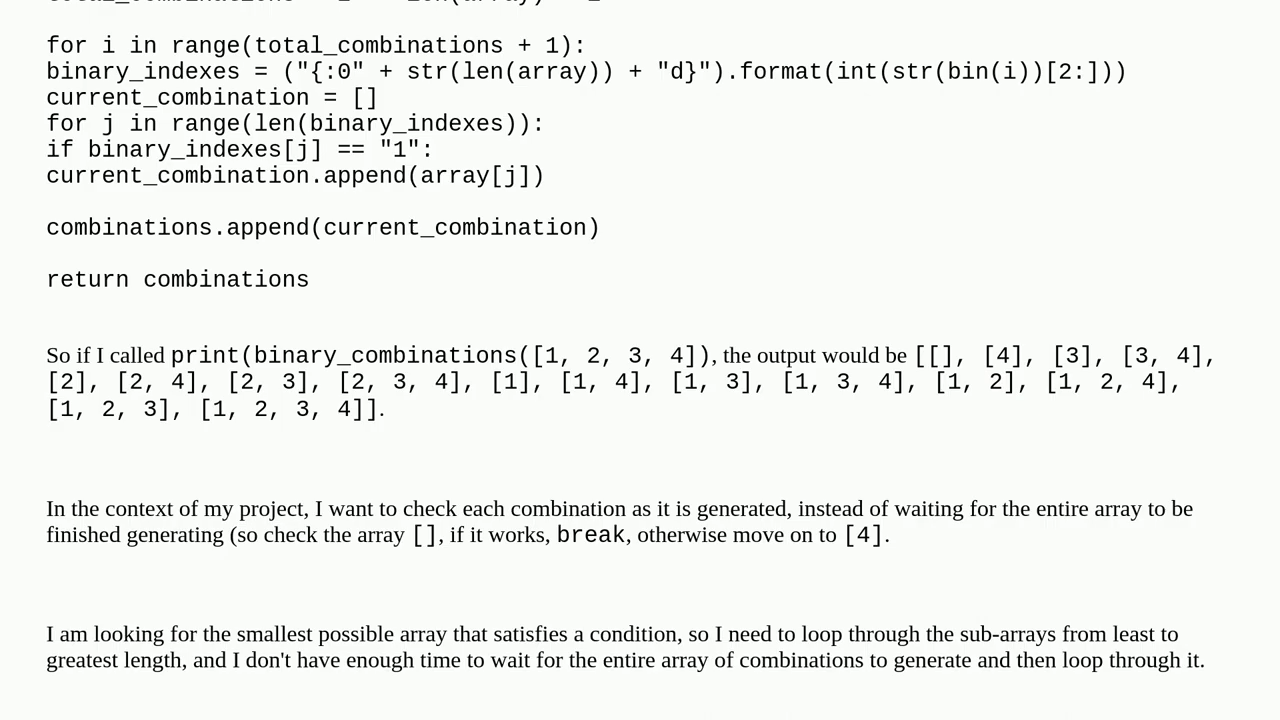 for i in range(total_combinations + 1):
binary_indexes = ("{:0" + str(len(array)) + "d}").format(int(str(bin(i))[2:]))
current_combination = []
for j in range(len(binary_indexes)):
if binary_indexes[j] == "1":
current_combination.append(array[j])
combinations.append(current_combination)
return combinations
So if I called print(binary_combinations([1, 2, 3, 4]), the output would be [[], [4], [3], [3, 4],
[2], [2, 4], [2, 3], [2, 3, 4], [1], [1, 4], [1, 3], [1, 3, 4], [1, 2], [1, 2, 4],
[1, 2, 3], [1, 2, 3, 4]].
In the context of my project, I want to check each combination as it is generated, instead of waiting for the entire array to be
finished generating (so check the array [], if it works, break, otherwise move on to [4].
I am looking for the smallest possible array that satisfies a condition, so I need to loop through the sub-arrays from least to
greatest length, and I don't have enough time to wait for the entire array of combinations to generate and then loop through it.